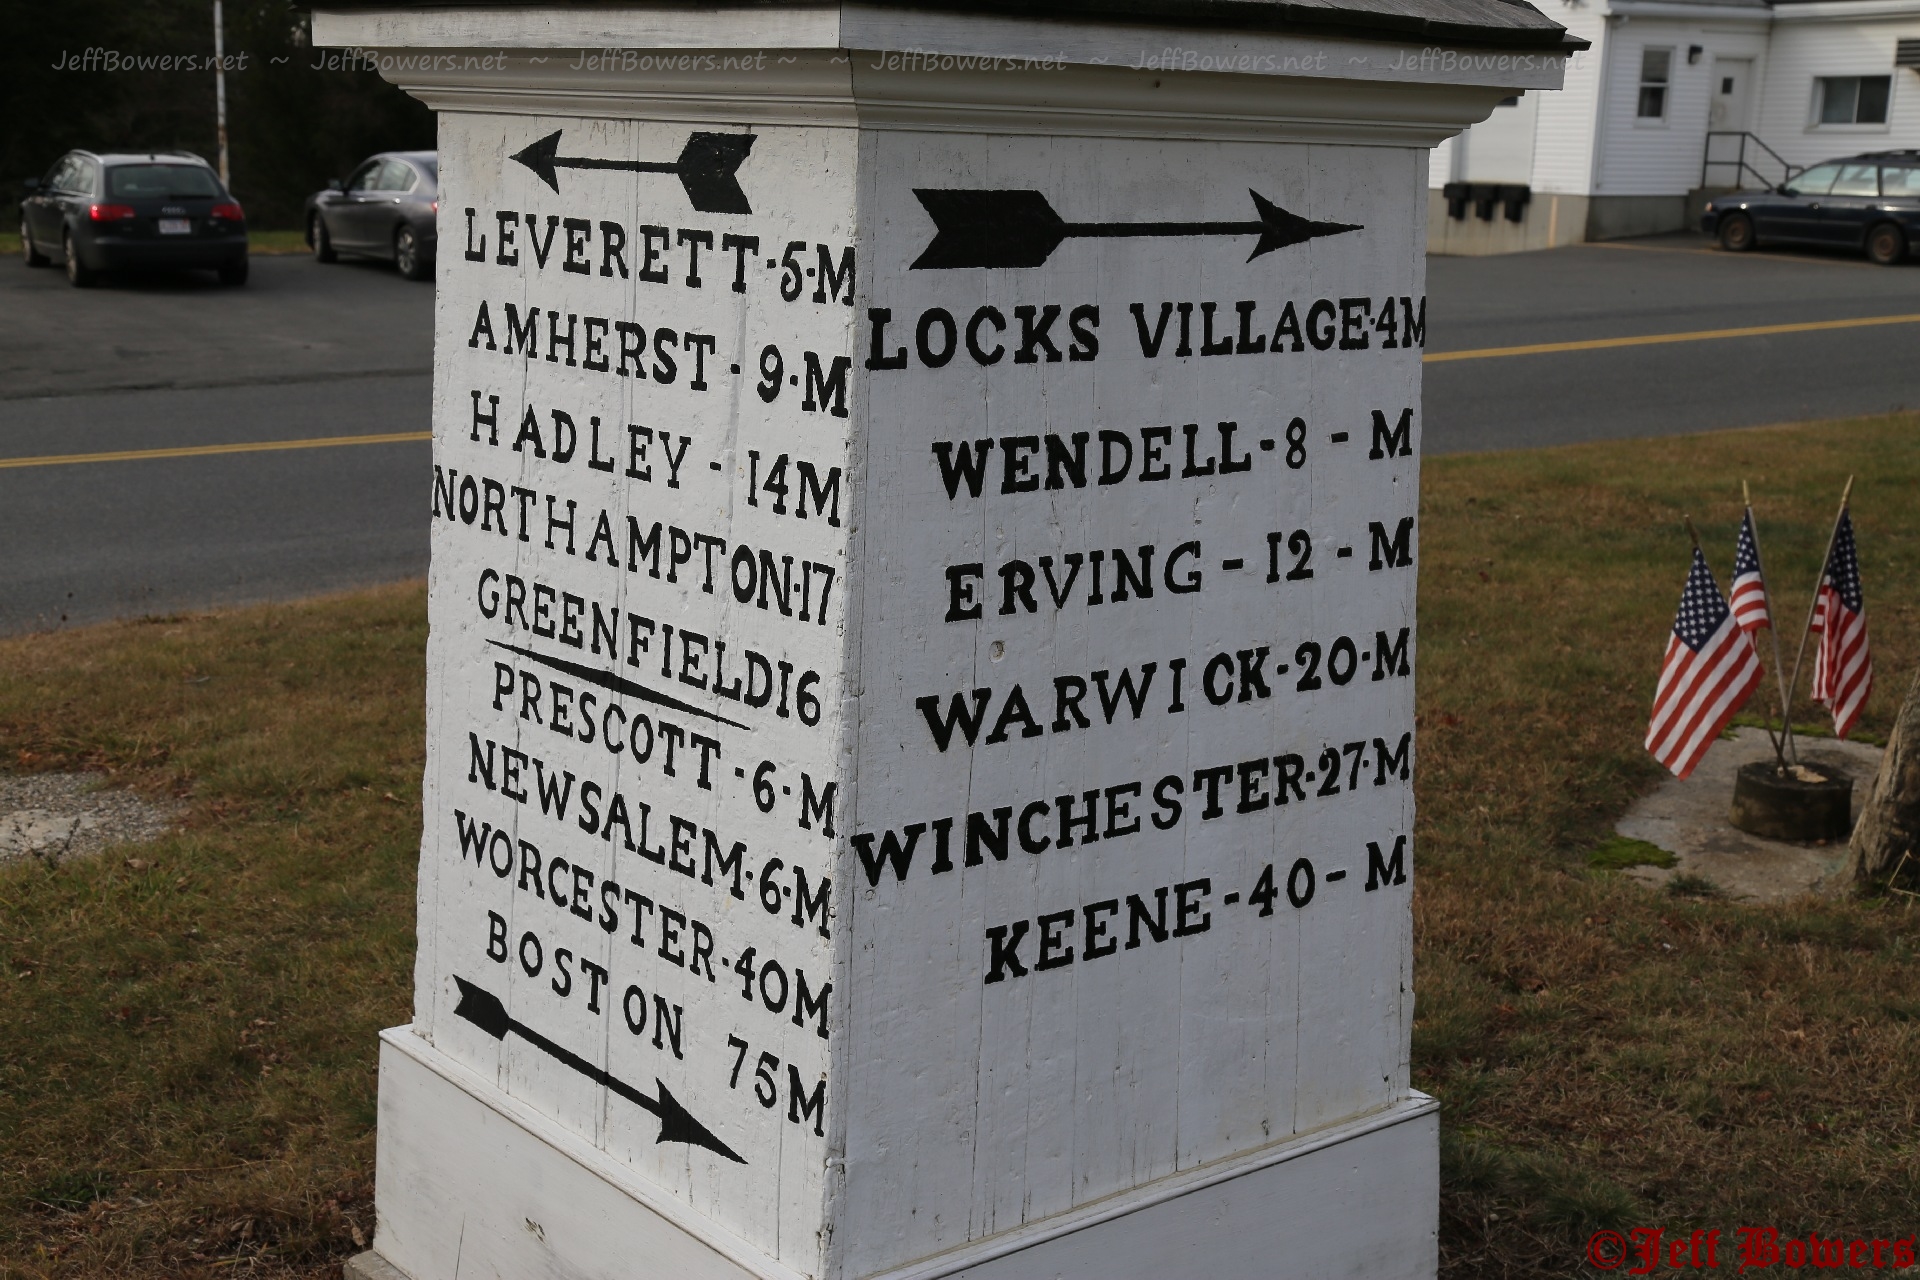 JeffBowers.net ~ JeffBowers.net ~ JeffBowers.net ~ ~ JeffBowers.net ~ JeffBowers.net ~ JeffBowers.net
LEVERETT-5-M
AMHERST-9-M
HADLEY-14M
NORTHAMPTON-17
GREENFIELD16
PRESCOTT-6-M
NEWSALEM-6-M
WORCESTER-40M
BOSTON 75M
LOCKS VILLAGE-4M
WENDELL-8-M
ERVING-12-M
WARWICK-20-M
WINCHESTER-27-M
KEENE-40-M
©Jeff Bowers